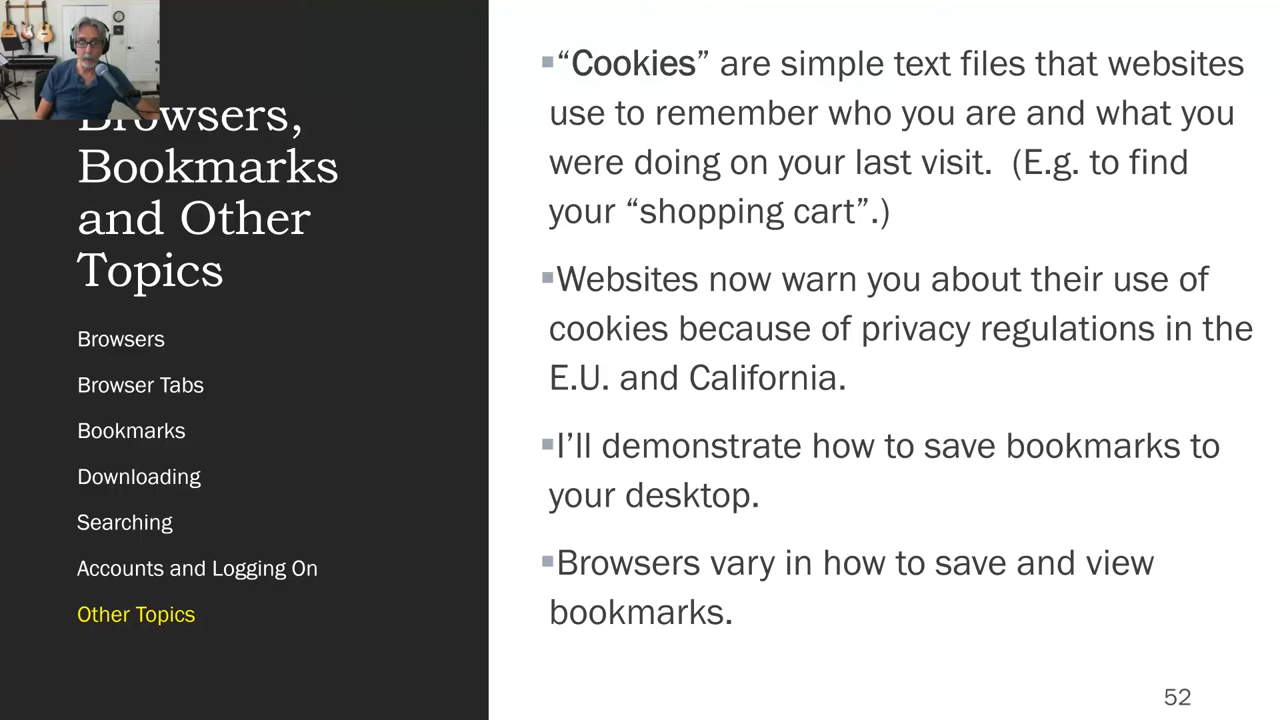 Browsers,
Bookmarks
and Other
Topics
Browsers
Browser Tabs
Bookmarks
Downloading
Searching
Accounts and Logging On
Other Topics
▪“Cookies” are simple text files that websites
use to remember who you are and what you
were doing on your last visit.  (E.g. to find
your “shopping cart”.)
▪Websites now warn you about their use of
cookies because of privacy regulations in the
E.U. and California.
▪I’ll demonstrate how to save bookmarks to
your desktop.
▪Browsers vary in how to save and view
bookmarks.
52